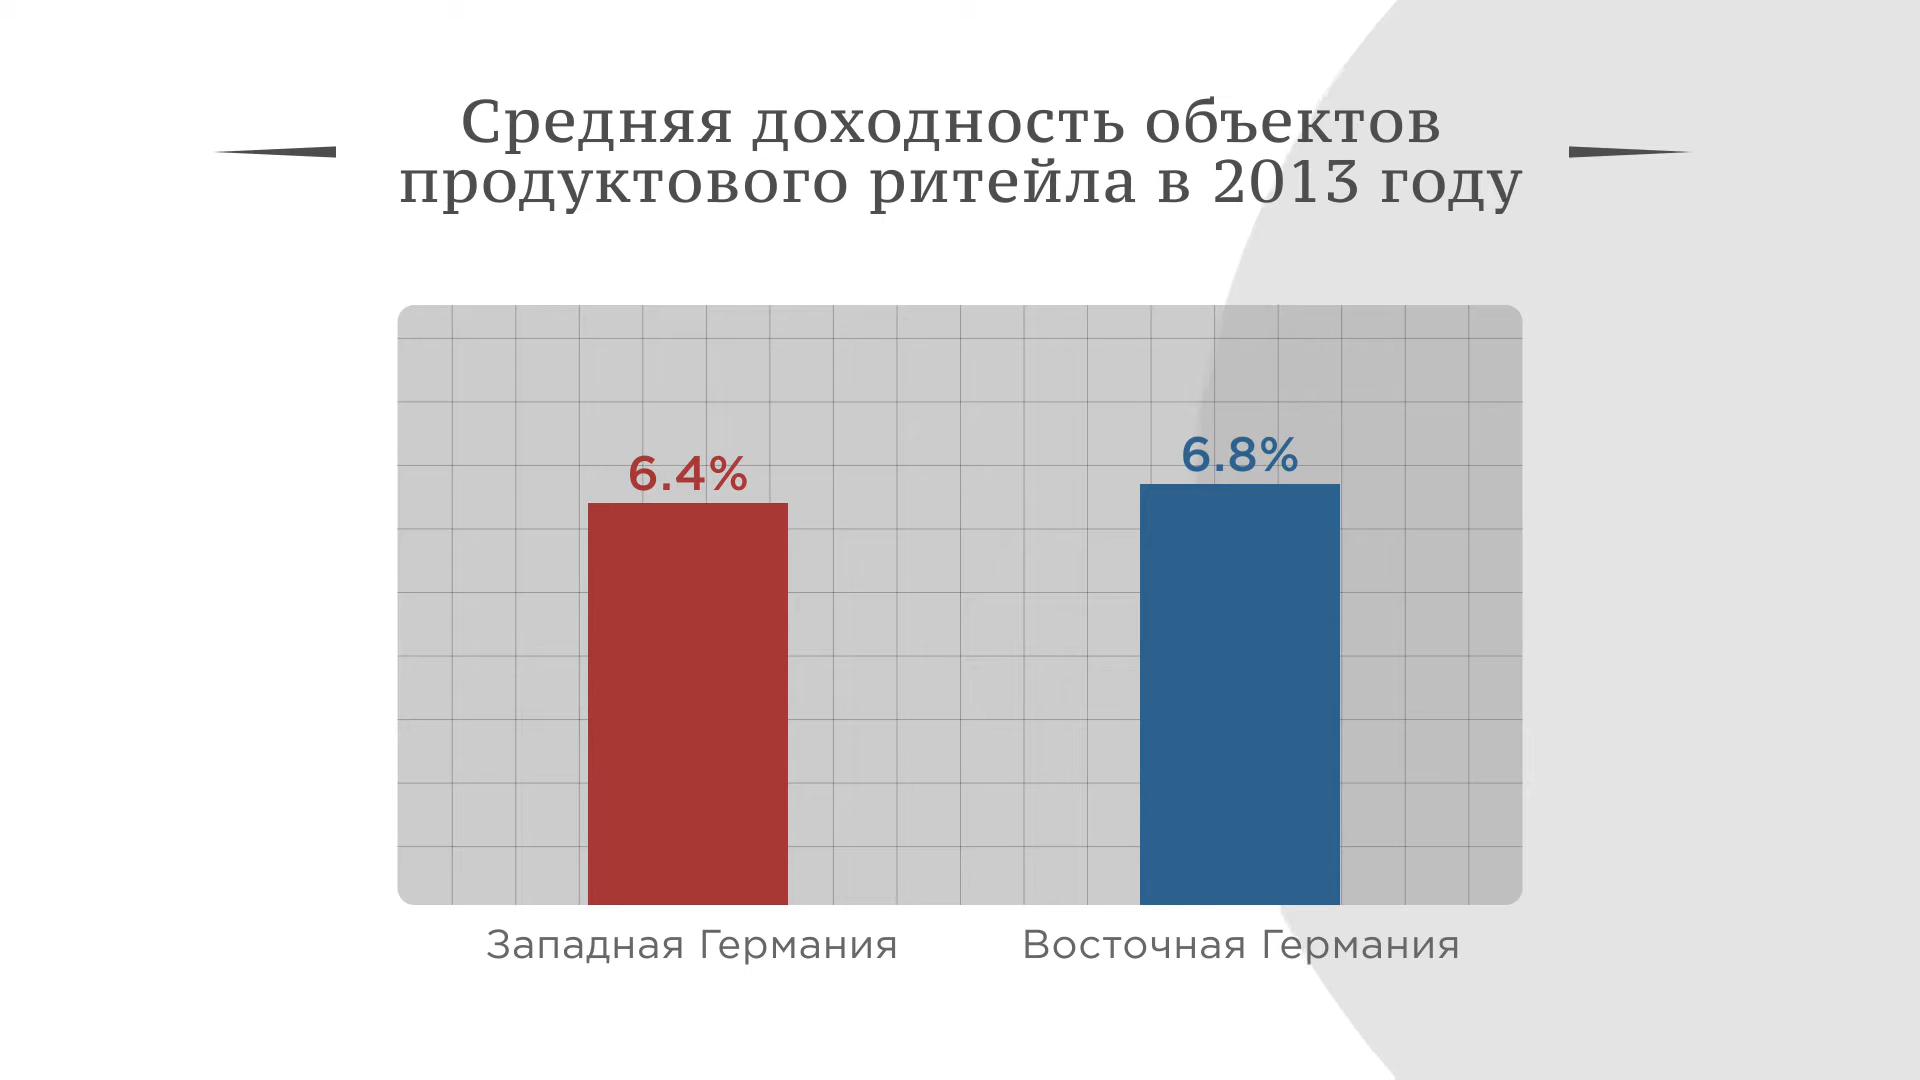 Средняя доходность объектов
продуктового ритейла в 2013 году
6.4%
6.8%
Западная Германия
Восточная Германия